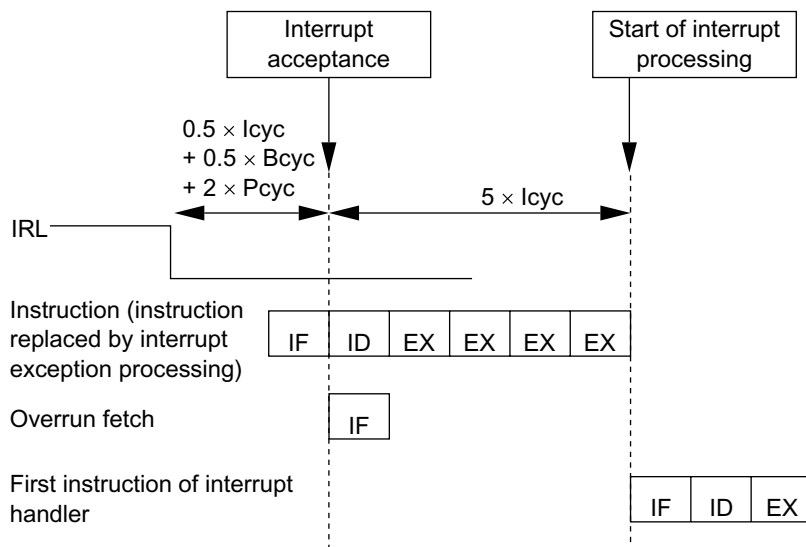 Interrupt
acceptance
Start of interrupt
processing
0.5 × Icyc
+ 0.5 × Bcyc
+ 2 × Pcyc
5 × Icyc
IRL
Instruction (instruction
replaced by interrupt
exception processing)
IF ID EX EX EX EX
Overrun fetch
IF
First instruction of interrupt
handler
IF ID EX